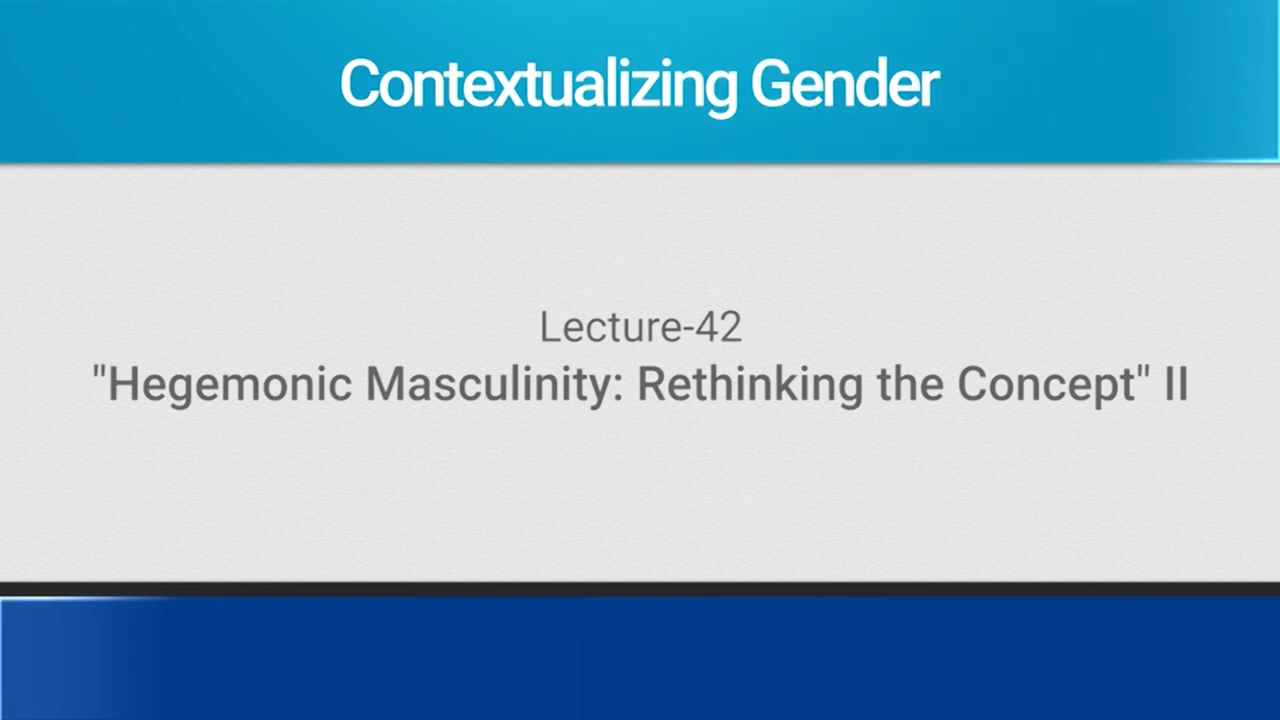 Contextualizing Gender
Lecture-42
"Hegemonic Masculinity: Rethinking the Concept" II